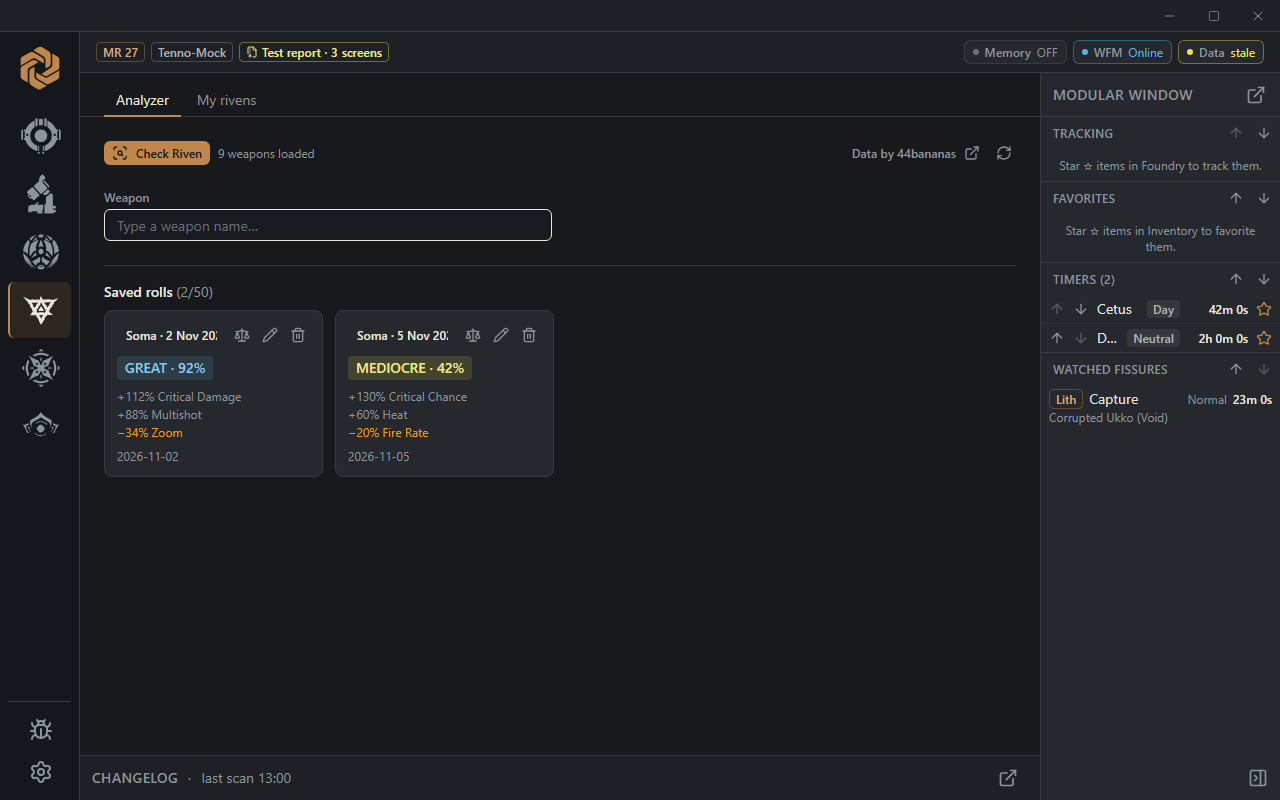 MR 27
Tenno-Mock
Test report · 3 screens
Memory OFF
WFM Online
Data stale
Analyzer
My rivens
Check Riven
9 weapons loaded
Data by 44bananas
Weapon
Type a weapon name...
Saved rolls (2/50)
Soma · 2 Nov 202
GREAT · 92%
+112% Critical Damage
+88% Multishot
−34% Zoom
2026-11-02
Soma · 5 Nov 202
MEDIOCRE · 42%
+130% Critical Chance
+60% Heat
−20% Fire Rate
2026-11-05
MODULAR WINDOW
TRACKING
Star ☆ items in Foundry to track them.
FAVORITES
Star ☆ items in Inventory to favorite
them.
TIMERS (2)
Cetus Day 42m 0s
D... Neutral 2h 0m 0s
WATCHED FISSURES
Lith Capture Normal 23m 0s
Corrupted Ukko (Void)
CHANGELOG · last scan 13:00